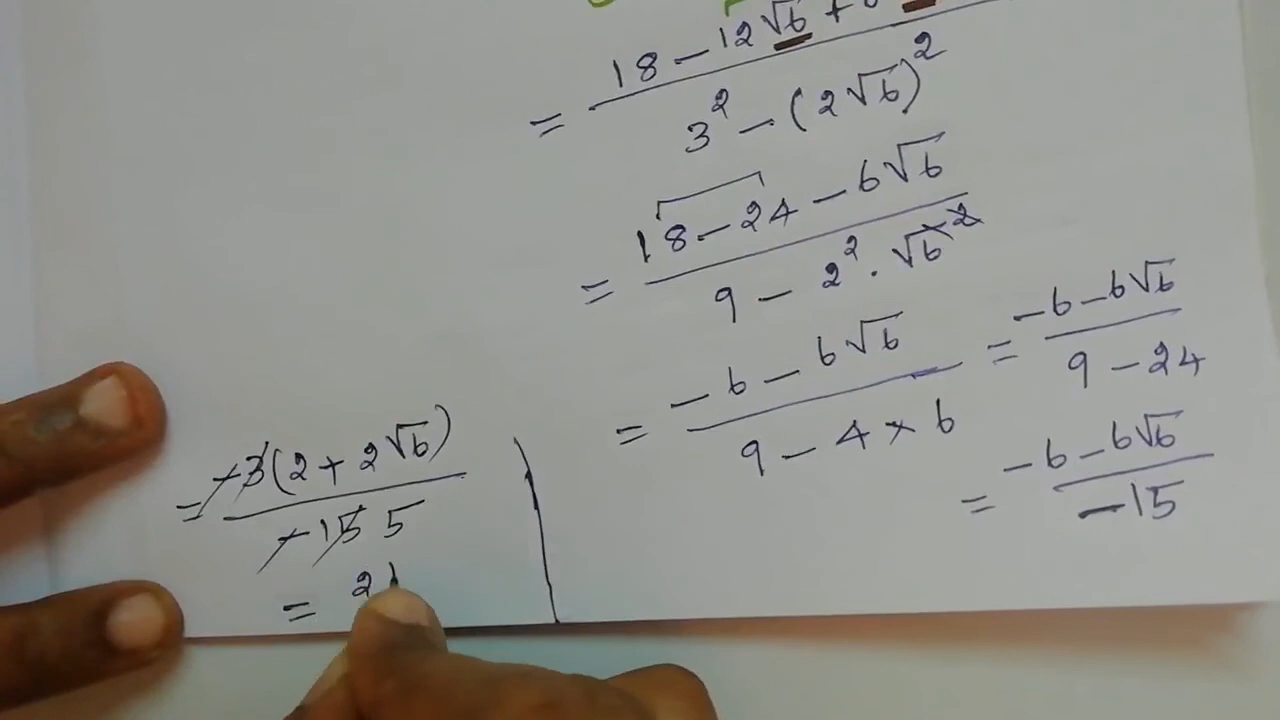 18 - 12√6 +
= 3² - (2√6)²
18 - 24 - 6√6
= 9 - 2² · √6²
-6 - 6√6
= 9 - 4 × 6
= -6 - 6√6
9 - 24
= -6 - 6√6
-15
= -3(2 + 2√6)
-15 5
= 2